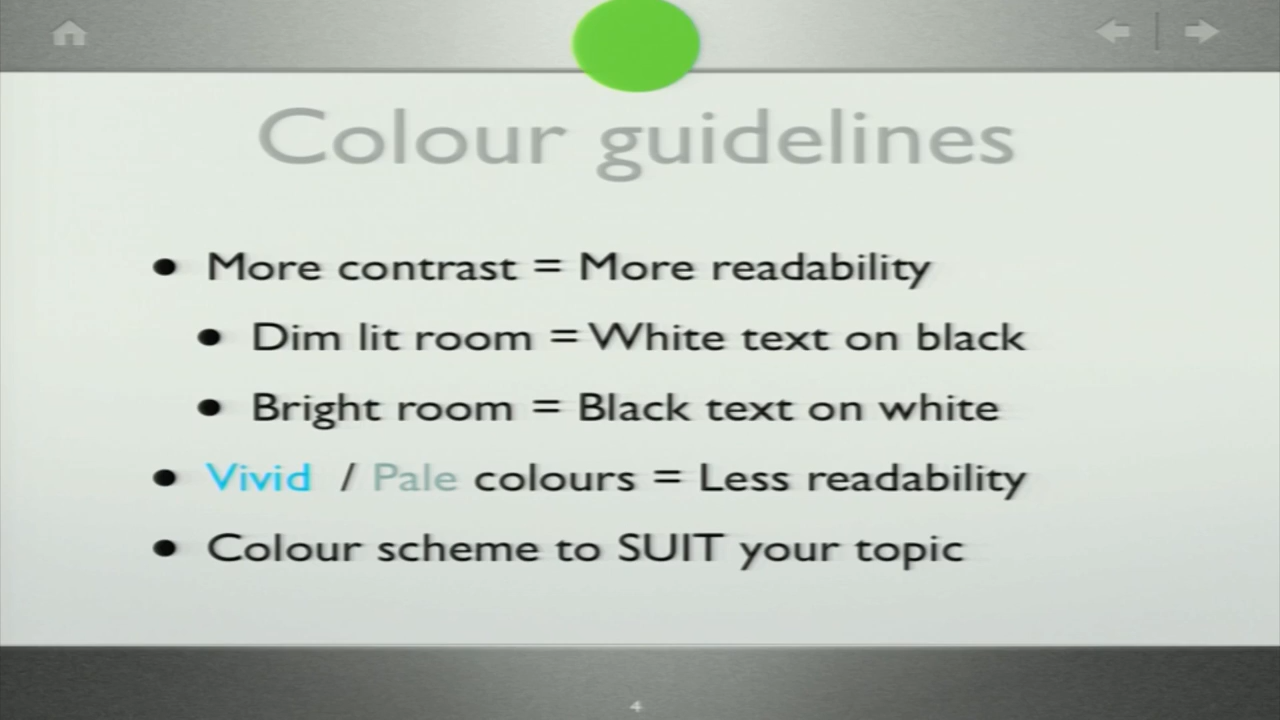 Colour guidelines
• More contrast = More readability
• Dim lit room = White text on black
• Bright room = Black text on white
• Vivid / Pale colours = Less readability
• Colour scheme to SUIT your topic
4